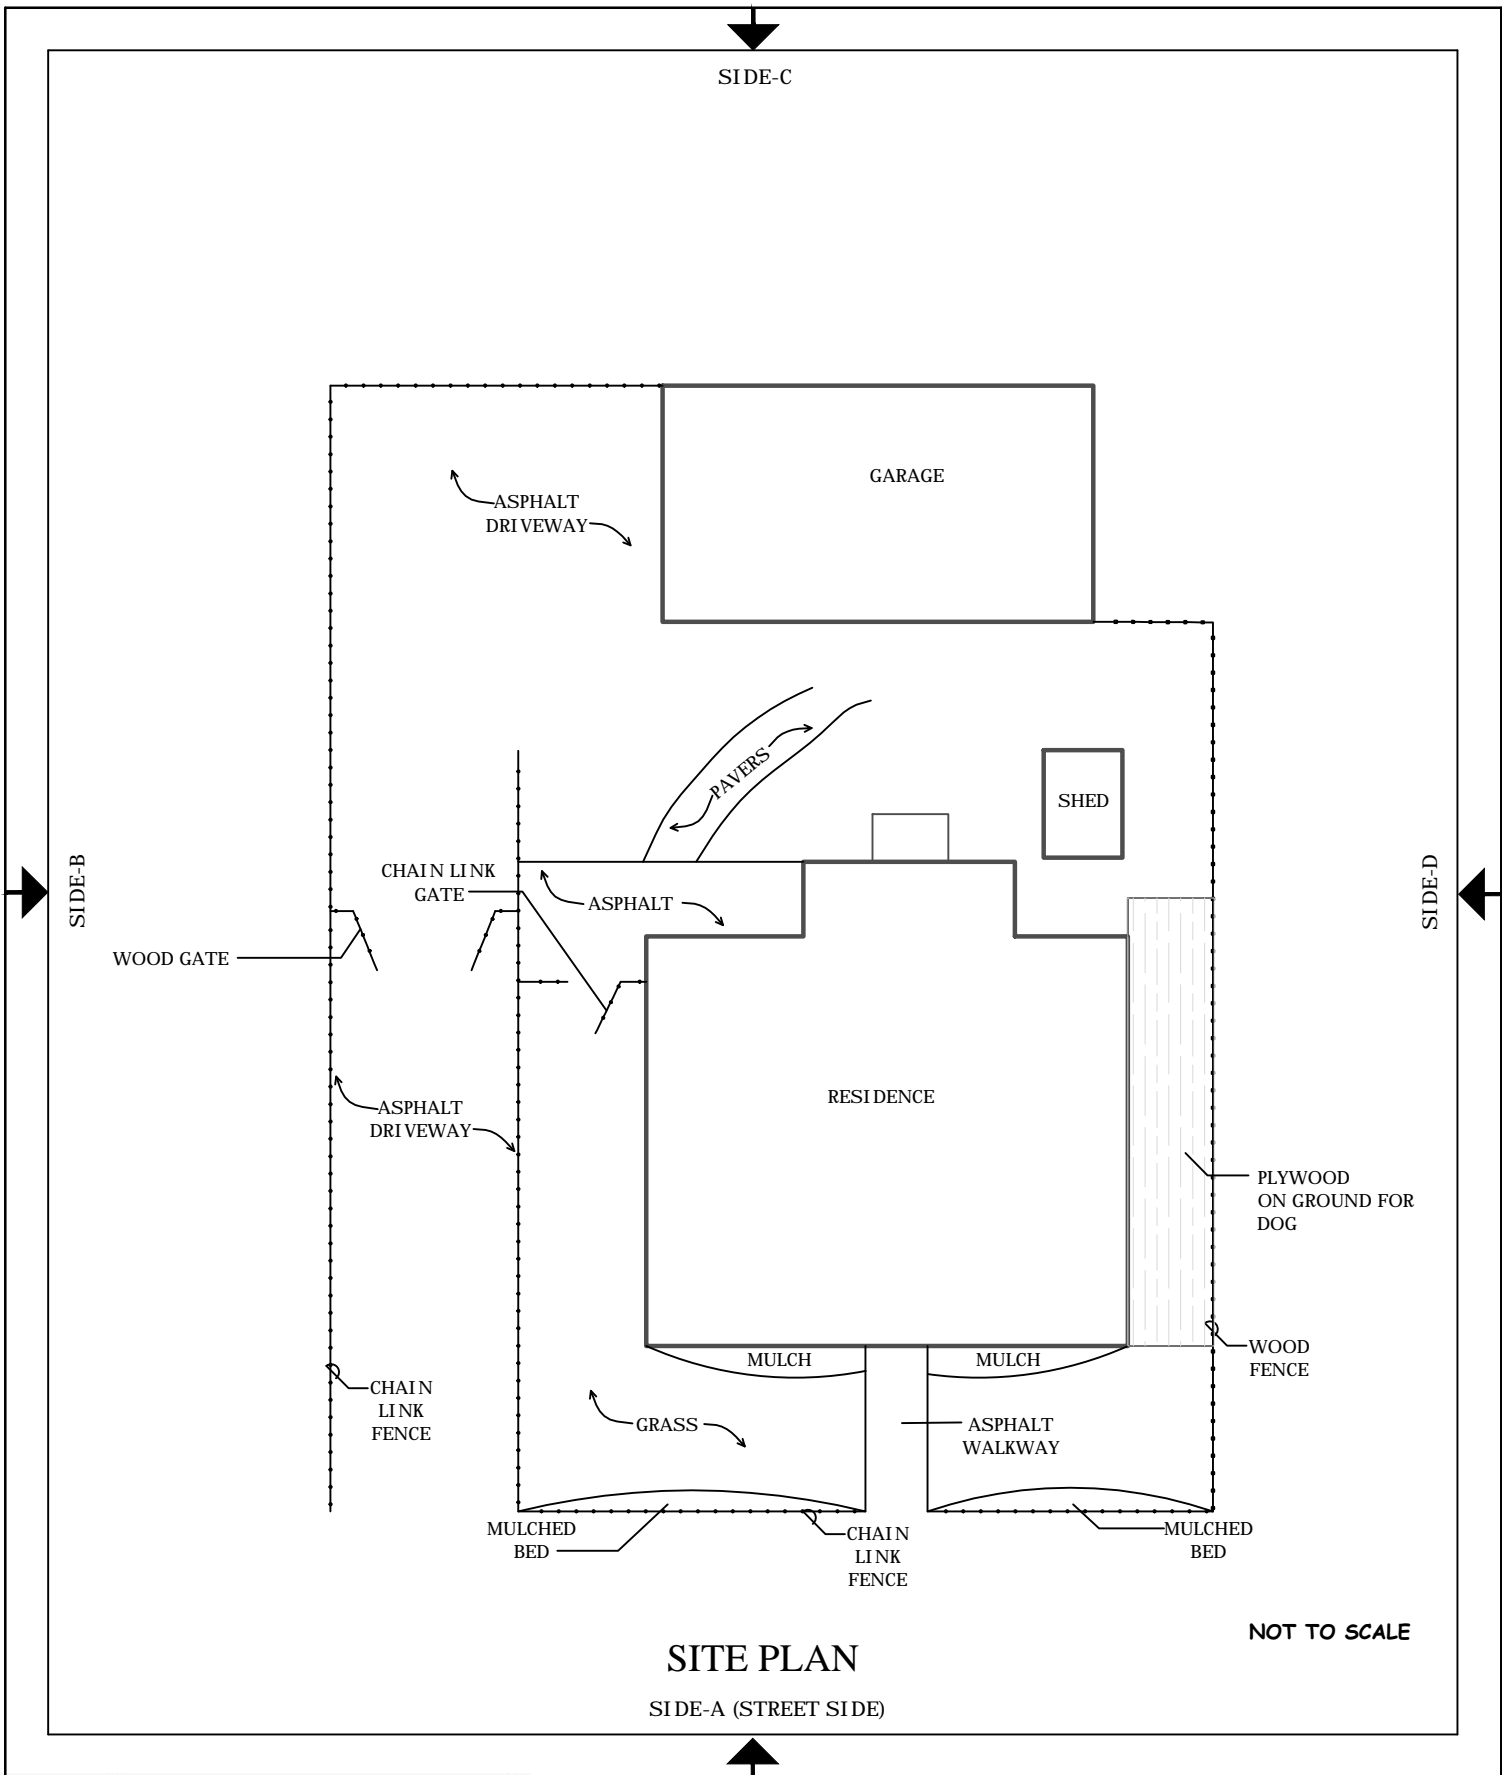 SIDE-C
GARAGE
ASPHALT
DRIVEWAY
PAVERS
SHED
SIDE-B
CHAIN LINK
GATE
ASPHALT
SIDE-D
WOOD GATE
RESIDENCE
ASPHALT
DRIVEWAY
PLYWOOD
ON GROUND FOR
DOG
MULCH
MULCH
WOOD
FENCE
CHAIN
LINK
FENCE
GRASS
ASPHALT
WALKWAY
MULCHED
BED
CHAIN
LINK
FENCE
MULCHED
BED
NOT TO SCALE
SITE PLAN
SIDE-A (STREET SIDE)